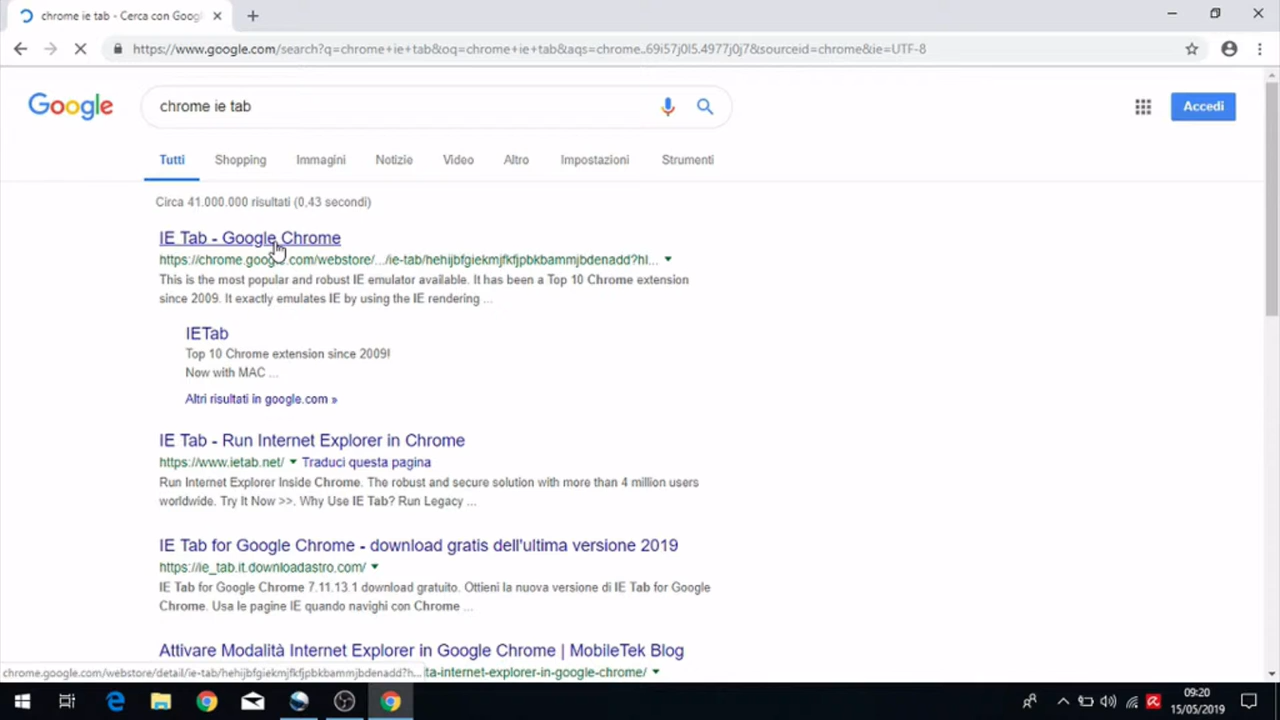 chrome ie tab - Cerca con Goog
https://www.google.com/search?q=chrome+ie+tab&oq=chrome+ie+tab&aqs=chrome..69i57j0l5.4977j0j7&sourceid=chrome&ie=UTF-8
Google
chrome ie tab
Accedi
Tutti Shopping Immagini Notizie Video Altro Impostazioni Strumenti
Circa 41.000.000 risultati (0,43 secondi)
IE Tab - Google Chrome
https://chrome.google.com/webstore/.../ie-tab/hehijbfgiekmjfkfjpbkbammjbdenadd?hl...
This is the most popular and robust IE emulator available. It has been a Top 10 Chrome extension
since 2009. It exactly emulates IE by using the IE rendering ...
IETab
Top 10 Chrome extension since 2009!
Now with MAC ...
Altri risultati in google.com »
IE Tab - Run Internet Explorer in Chrome
https://www.ietab.net/ Traduci questa pagina
Run Internet Explorer Inside Chrome. The robust and secure solution with more than 4 million users
worldwide. Try It Now >>. Why Use IE Tab? Run Legacy ...
IE Tab for Google Chrome - download gratis dell'ultima versione 2019
https://ie_tab.it.downloadastro.com/
IE Tab for Google Chrome 7.11.13.1 download gratuito. Ottieni la nuova versione di IE Tab for Google
Chrome. Usa le pagine IE quando navighi con Chrome ...
Attivare Modalità Internet Explorer in Google Chrome | MobileTek Blog
chrome.google.com/webstore/detail/ie-tab/hehijbfgiekmjfkfjpbkbammjbdenadd?h... ta-internet-explorer-in-google-chrome/
09:20
15/05/2019